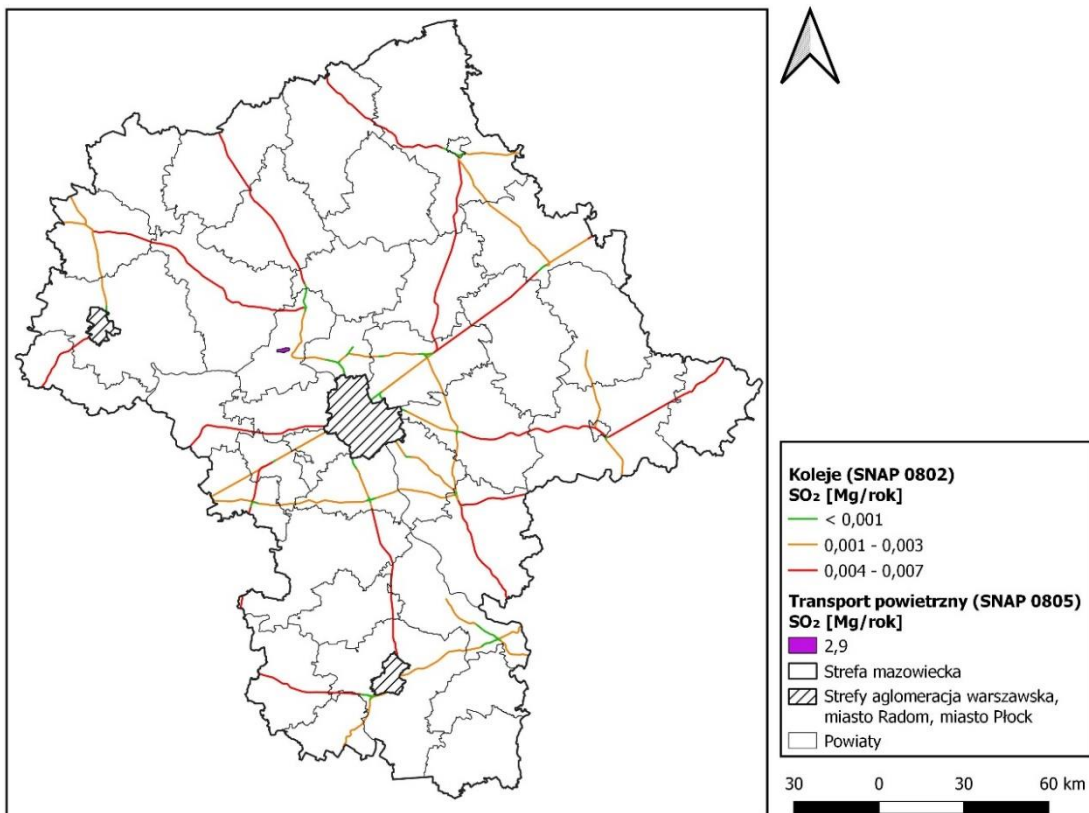 Koleje (SNAP 0802)
SO₂ [Mg/rok]
< 0,001
0,001 - 0,003
0,004 - 0,007
Transport powietrzny (SNAP 0805)
SO₂ [Mg/rok]
2,9
Strefa mazowiecka
Strefy aglomeracja warszawska,
miasto Radom, miasto Płock
Powiaty
30 0 30 60 km